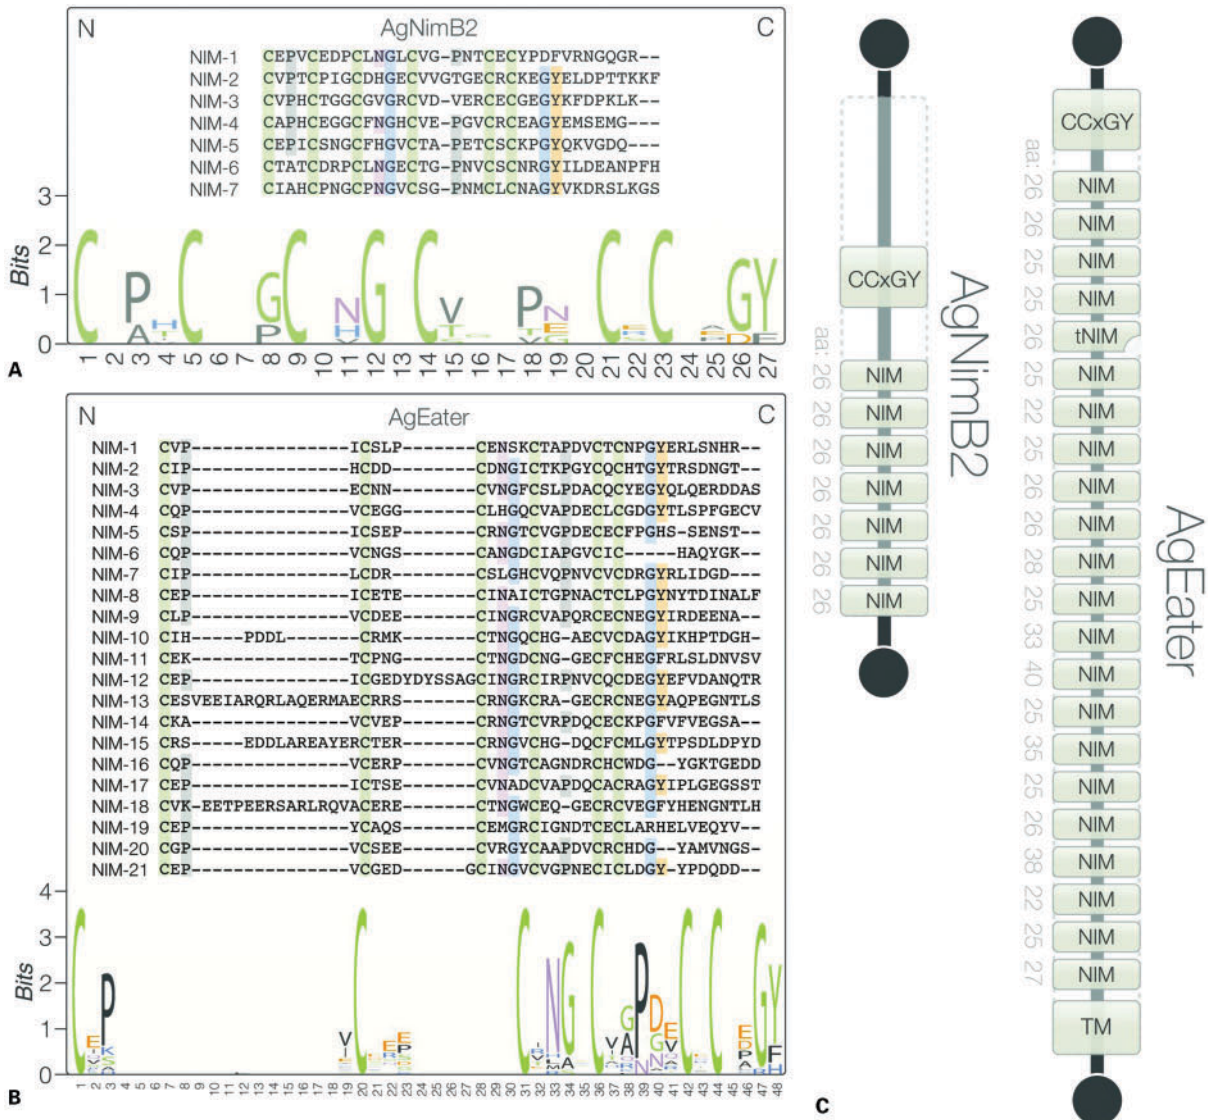 N AgNimB2 C
NIM-1 CEPVCEDPCLNGLCVG-PNTCECYPDFVRNGQGR---
NIM-2 CVPTCPIGCDHGECVVGTGECRCKEGYELDPTTKKF
NIM-3 CVPHCTGGCGVGRCVD-VERCECGEGYKFDPKLK--
NIM-4 CAPHCEGGCFNGHCVE-PGVCRCEAGYEMSEMG---
NIM-5 CEPICSNGCFHGVCTA-PETCSCKPGYQKVGDQ---
NIM-6 CTATCDRPCLNGECTG-PNVCSCNRGYILDEANPFH
NIM-7 CIAHCPNGCPNGVCSG-PNMCLCNAGYVKDRSLKGS
3
2
1
0
Bits
C P C G C N G C V P N C C G Y
A H P H T E D F
1 2 3 4 5 6 7 8 9 10 11 12 13 14 15 16 17 18 19 20 21 22 23 24 25 26 27
A
N AgEater C
NIM-1 CVP---------------ICSLP-------CENSKCTAPDVCTCNPGYERLSNHR--
NIM-2 CIP---------------HCDD--------CDNGICTKPGYCQCHTGYTRSDNGT--
NIM-3 CVP---------------ECNN--------CVNGFCSLPDACQCYEGYQLQERDDAS
NIM-4 CQP---------------VCEGG-------CLHGQCVAPDECLCGDGYTLSPFGECV
NIM-5 CSP---------------ICSEP-------CRNGTCVGPDECECFPGHS-SENST--
NIM-6 CQP---------------VCNGS-------CANGDCIAPGVCIC-----HAQYGK--
NIM-7 CIP---------------LCDR--------CSLGHCVQPNVCVCDRGYRLIDGD---
NIM-8 CEP---------------ICETE-------CINAICTGPNACTCLPGYNYTDINALF
NIM-9 CLP---------------VCDEE-------CINGRCVAPQRCECNEGYIRDEENA--
NIM-10 CIH-----PDDL-------CRMK-------CTNGQCHG-AECVCDAGYIKHPTDGH-
NIM-11 CEK---------------TCPNG-------CTNGDCNG-GECFCHEGFRLSLDNVSV
NIM-12 CEP---------------ICGEDYDYSSAGCINGRCIRPNVCQCDEGYEFVDANQTR
NIM-13 CESVEEIARQRLAQERMAECRRS-------CRNGKCRA-GECRCNEGYAQPEGNTLS
NIM-14 CKA---------------VCVEP-------CRNGTCVRPDQCECKPGFVFVEGSA--
NIM-15 CRS-----EDDLAREAYERCTER-------CRNGVCHG-DQCFCMLGYTPSDLDPYD
NIM-16 CQP---------------VCERP-------CVNGTCAGNDRCHCWDG--YGKTGEDD
NIM-17 CEP---------------ICTSE-------CVNADCVAPDQCACRAGYIPLGEGSST
NIM-18 CVK-EETPEERSARLRQVACERE-------CTNGWCEQ-GECRCVEGFYHENGNTLH
NIM-19 CEP---------------YCAQS-------CEMGRCIGNDTCECLARHELVEQYV--
NIM-20 CGP---------------VCSEE-------CVRGYCAAPDVCRCHDG--YAMVNGS-
NIM-21 CEP---------------VCGED------GCINGVCVGPNECICLDGY-YPDQDD--
4
3
2
1
0
Bits
C E P V C E E C N G C V G P D E C C E G Y
K I P A G V D F
1 2 3 4 5 6 7 8 9 10 11 12 13 14 15 16 17 18 19 20 21 22 23 24 25 26 27 28 29 30 31 32 33 34 35 36 37 38 39 40 41 42 43 44 45 46 47 48
B
AgNimB2
CCxGY
aa:
26 NIM
26 NIM
26 NIM
26 NIM
26 NIM
26 NIM
26 NIM
AgEater
CCxGY
aa:
26 NIM
26 NIM
25 NIM
25 NIM
26 tNIM
25 NIM
22 NIM
25 NIM
26 NIM
26 NIM
28 NIM
25 NIM
33 NIM
40 NIM
25 NIM
35 NIM
25 NIM
26 NIM
38 NIM
22 NIM
25 NIM
27 NIM
TM
C